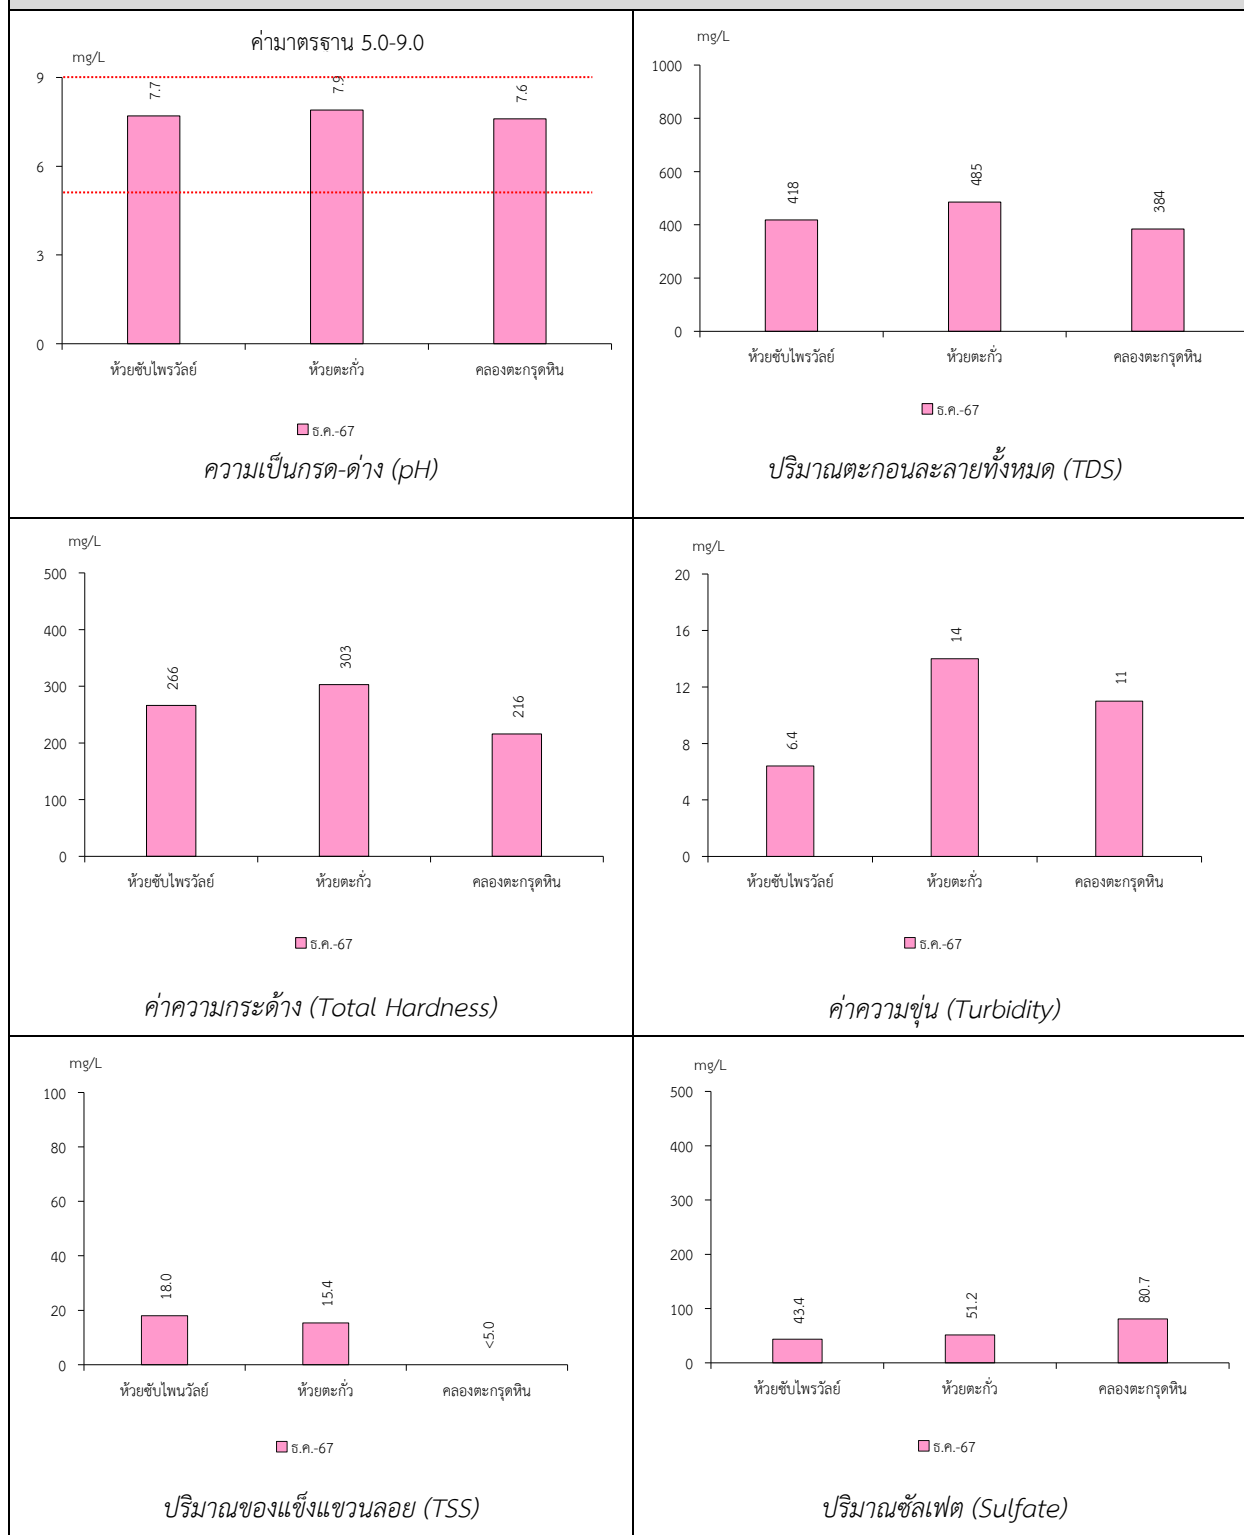 ค่ามาตรฐาน 5.0-9.0
mg/L
9
6
3
0
7.7
7.9
7.6
ห้วยซับไพรวัลย์
ห้วยตะกั่ว
คลองตะกรุดหิน
ธ.ค.-67
ความเป็นกรด-ด่าง (pH)
mg/L
1000
800
600
400
200
0
418
485
384
ห้วยซับไพรวัลย์
ห้วยตะกั่ว
คลองตะกรุดหิน
ธ.ค.-67
ปริมาณตะกอนละลายทั้งหมด (TDS)
mg/L
500
400
300
200
100
0
266
303
216
ห้วยซับไพรวัลย์
ห้วยตะกั่ว
คลองตะกรุดหิน
ธ.ค.-67
ค่าความกระด้าง (Total Hardness)
mg/L
20
16
12
8
4
0
6.4
14
11
ห้วยซับไพรวัลย์
ห้วยตะกั่ว
คลองตะกรุดหิน
ธ.ค.-67
ค่าความขุ่น (Turbidity)
mg/L
100
80
60
40
20
0
18.0
15.4
<5.0
ห้วยซับไพนวัลย์
ห้วยตะกั่ว
คลองตะกรุดหิน
ธ.ค.-67
ปริมาณของแข็งแขวนลอย (TSS)
mg/L
500
400
300
200
100
0
43.4
51.2
80.7
ห้วยซับไพรวัลย์
ห้วยตะกั่ว
คลองตะกรุดหิน
ธ.ค.-67
ปริมาณซัลเฟต (Sulfate)